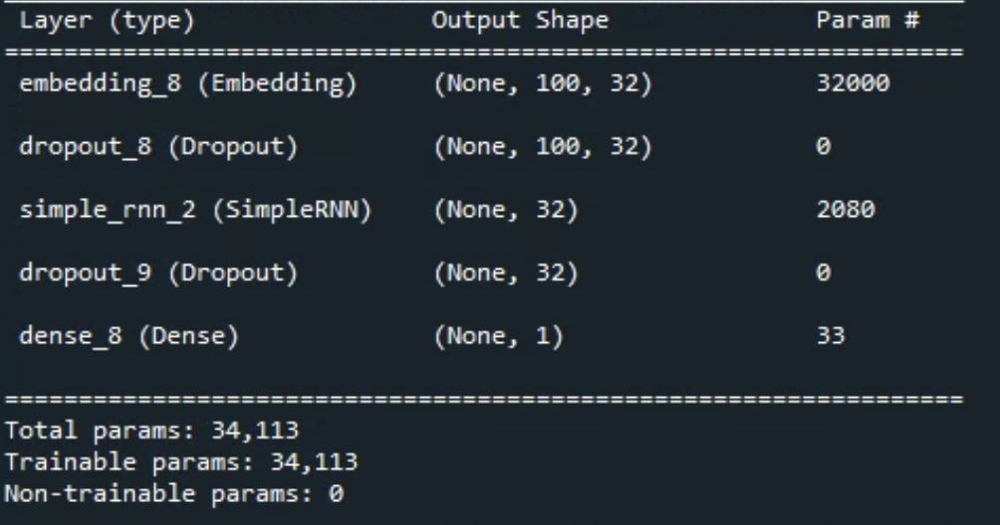 Layer (type) Output Shape Param #
=================================================================
embedding_8 (Embedding) (None, 100, 32) 32000
dropout_8 (Dropout) (None, 100, 32) 0
simple_rnn_2 (SimpleRNN) (None, 32) 2080
dropout_9 (Dropout) (None, 32) 0
dense_8 (Dense) (None, 1) 33
=================================================================
Total params: 34,113
Trainable params: 34,113
Non-trainable params: 0